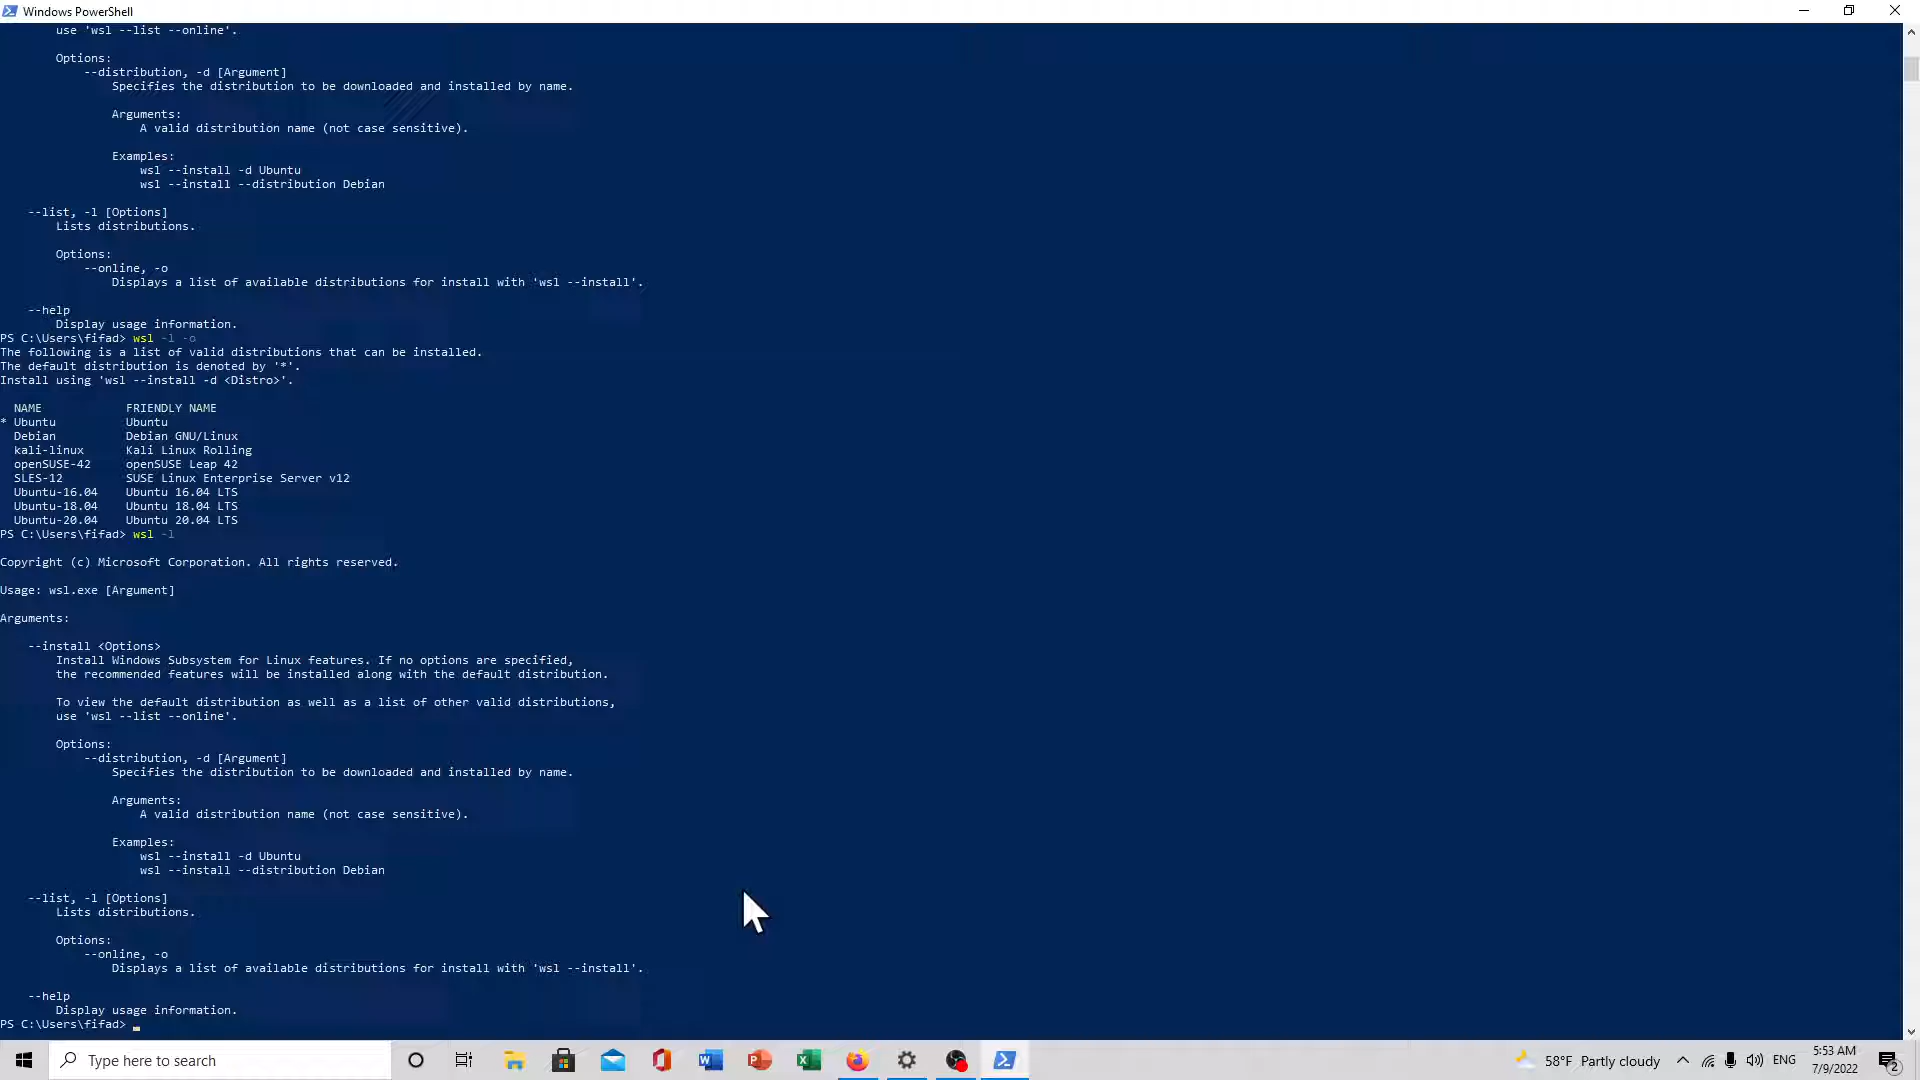 Windows PowerShell
use 'wsl --list --online'.
Options:
--distribution, -d [Argument]
Specifies the distribution to be downloaded and installed by name.
Arguments:
A valid distribution name (not case sensitive).
Examples:
wsl --install -d Ubuntu
wsl --install --distribution Debian
--list, -l [Options]
Lists distributions.
Options:
--online, -o
Displays a list of available distributions for install with 'wsl --install'.
--help
Display usage information.
PS C:\Users\fifad> wsl -l -o
The following is a list of valid distributions that can be installed.
The default distribution is denoted by '*'.
Install using 'wsl --install -d <Distro>'.
NAME FRIENDLY NAME
* Ubuntu Ubuntu
Debian Debian GNU/Linux
kali-linux Kali Linux Rolling
openSUSE-42 openSUSE Leap 42
SLES-12 SUSE Linux Enterprise Server v12
Ubuntu-16.04 Ubuntu 16.04 LTS
Ubuntu-18.04 Ubuntu 18.04 LTS
Ubuntu-20.04 Ubuntu 20.04 LTS
PS C:\Users\fifad> wsl -l
Copyright (c) Microsoft Corporation. All rights reserved.
Usage: wsl.exe [Argument]
Arguments:
--install <Options>
Install Windows Subsystem for Linux features. If no options are specified,
the recommended features will be installed along with the default distribution.
To view the default distribution as well as a list of other valid distributions,
use 'wsl --list --online'.
Options:
--distribution, -d [Argument]
Specifies the distribution to be downloaded and installed by name.
Arguments:
A valid distribution name (not case sensitive).
Examples:
wsl --install -d Ubuntu
wsl --install --distribution Debian
--list, -l [Options]
Lists distributions.
Options:
--online, -o
Displays a list of available distributions for install with 'wsl --install'.
--help
Display usage information.
PS C:\Users\fifad> _
Type here to search
58°F Partly cloudy
ENG
5:53 AM
7/9/2022
2